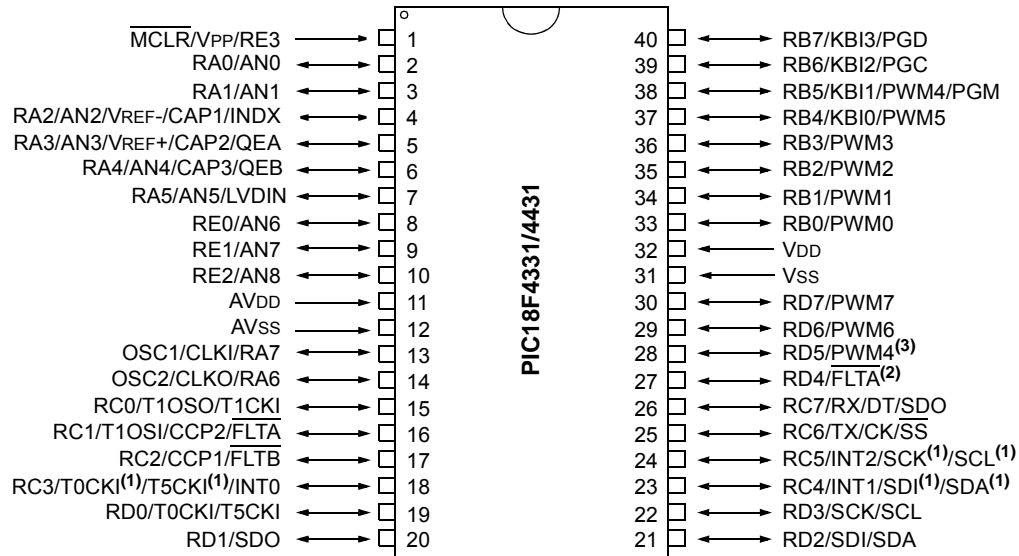 MCLR/VPP/RE3 1
RA0/AN0 2
RA1/AN1 3
RA2/AN2/VREF-/CAP1/INDX 4
RA3/AN3/VREF+/CAP2/QEA 5
RA4/AN4/CAP3/QEB 6
RA5/AN5/LVDIN 7
RE0/AN6 8
RE1/AN7 9
RE2/AN8 10
AVDD 11
AVSS 12
OSC1/CLKI/RA7 13
OSC2/CLKO/RA6 14
RC0/T1OSO/T1CKI 15
RC1/T1OSI/CCP2/FLTA 16
RC2/CCP1/FLTB 17
RC3/T0CKI(1)/T5CKI(1)/INT0 18
RD0/T0CKI/T5CKI 19
RD1/SDO 20
PIC18F4331/4431
40 RB7/KBI3/PGD
39 RB6/KBI2/PGC
38 RB5/KBI1/PWM4/PGM
37 RB4/KBI0/PWM5
36 RB3/PWM3
35 RB2/PWM2
34 RB1/PWM1
33 RB0/PWM0
32 VDD
31 VSS
30 RD7/PWM7
29 RD6/PWM6
28 RD5/PWM4(3)
27 RD4/FLTA(2)
26 RC7/RX/DT/SDO
25 RC6/TX/CK/SS
24 RC5/INT2/SCK(1)/SCL(1)
23 RC4/INT1/SDI(1)/SDA(1)
22 RD3/SCK/SCL
21 RD2/SDI/SDA